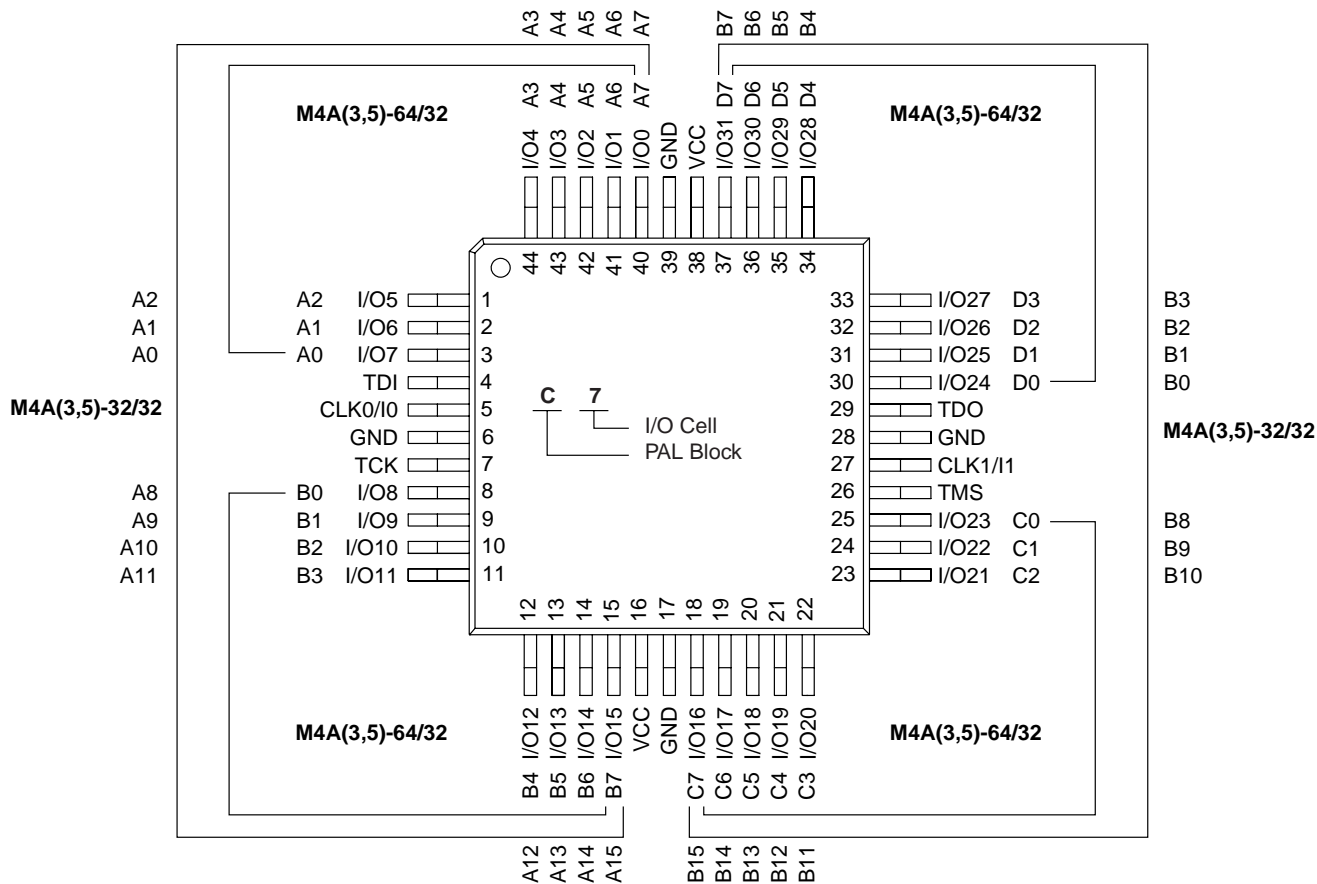 A3 A4 A5 A6 A7 B7 B6 B5 B4
A3 A4 A5 A6 A7 D7 D6 D5 D4
M4A(3,5)-64/32 M4A(3,5)-64/32
I/O4 I/O3 I/O2 I/O1 I/O0 GND VCC I/O31 I/O30 I/O29 I/O28
44 43 42 41 40 39 38 37 36 35 34
A2 A2 I/O5 1 33 I/O27 D3 B3
A1 A1 I/O6 2 32 I/O26 D2 B2
A0 A0 I/O7 3 31 I/O25 D1 B1
TDI 4 30 I/O24 D0 B0
M4A(3,5)-32/32 CLK0/I0 5 C 7 29 TDO
I/O Cell
GND 6 28 GND M4A(3,5)-32/32
PAL Block
TCK 7 27 CLK1/I1
A8 B0 I/O8 8 26 TMS
A9 B1 I/O9 9 25 I/O23 C0 B8
A10 B2 I/O10 10 24 I/O22 C1 B9
A11 B3 I/O11 11 23 I/O21 C2 B10
12 13 14 15 16 17 18 19 20 21 22
I/O12 I/O13 I/O14 I/O15 VCC GND I/O16 I/O17 I/O18 I/O19 I/O20
M4A(3,5)-64/32 M4A(3,5)-64/32
B4 B5 B6 B7 C7 C6 C5 C4 C3
A12 A13 A14 A15 B15 B14 B13 B12 B11